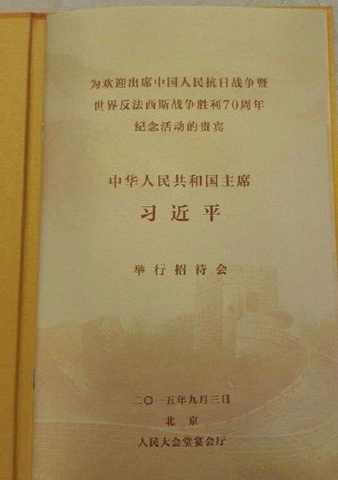 为欢迎出席中国人民抗日战争暨
世界反法西斯战争胜利70周年
纪念活动的贵宾
中华人民共和国主席
习近平
举行招待会
二〇一五年九月三日
北京
人民大会堂宴会厅